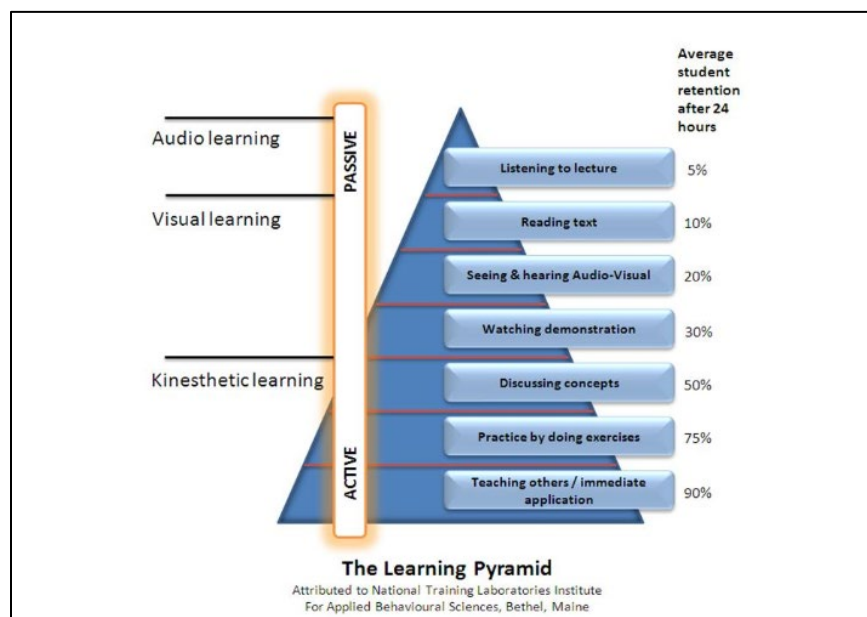 Average
student
retention
after 24
hours
Audio learning
Visual learning
Kinesthetic learning
PASSIVE
ACTIVE
Listening to lecture 5%
Reading text 10%
Seeing & hearing Audio-Visual 20%
Watching demonstration 30%
Discussing concepts 50%
Practice by doing exercises 75%
Teaching others / immediate
application 90%
The Learning Pyramid
Attributed to National Training Laboratories Institute
For Applied Behavioural Sciences, Bethel, Maine